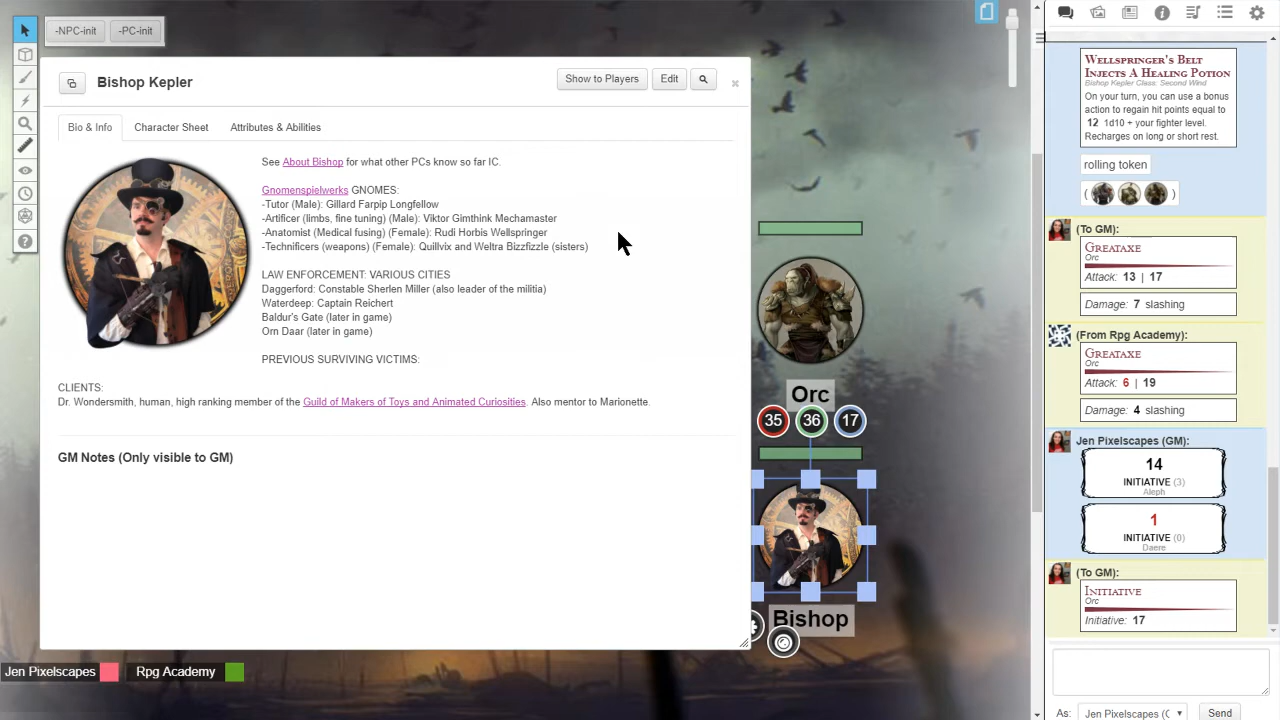 -NPC-init
-PC-init
Bishop Kepler
Show to Players
Edit
Bio & Info
Character Sheet
Attributes & Abilities
See About Bishop for what other PCs know so far IC.
Gnomenspielwerks GNOMES:
-Tutor (Male): Gillard Farpip Longfellow
-Artificer (limbs, fine tuning) (Male): Viktor Gimthink Mechamaster
-Anatomist (Medical fusing) (Female): Rudi Horbis Wellspringer
-Technificers (weapons) (Female): Quillvix and Weltra Bizzfizzle (sisters)
LAW ENFORCEMENT: VARIOUS CITIES
Daggerford: Constable Sherlen Miller (also leader of the militia)
Waterdeep: Captain Reichert
Baldur's Gate (later in game)
Orn Daar (later in game)
PREVIOUS SURVIVING VICTIMS:
CLIENTS:
Dr. Wondersmith, human, high ranking member of the Guild of Makers of Toys and Animated Curiosities. Also mentor to Marionette.
GM Notes (Only visible to GM)
Orc
35 36 17
Bishop
Jen Pixelscapes
Rpg Academy
Wellspringer's Belt
Injects A Healing Potion
Bishop Kepler Class: Second Wind
On your turn, you can use a bonus
action to regain hit points equal to
12 1d10 + your fighter level.
Recharges on long or short rest.
rolling token
( )
(To GM):
Greataxe
Orc
Attack: 13 | 17
Damage: 7 slashing
(From Rpg Academy):
Greataxe
Orc
Attack: 6 | 19
Damage: 4 slashing
Jen Pixelscapes (GM):
14
INITIATIVE (3)
Aleph
1
INITIATIVE (0)
Daere
(To GM):
Initiative
Orc
Initiative: 17
As:
Jen Pixelscapes (G
Send